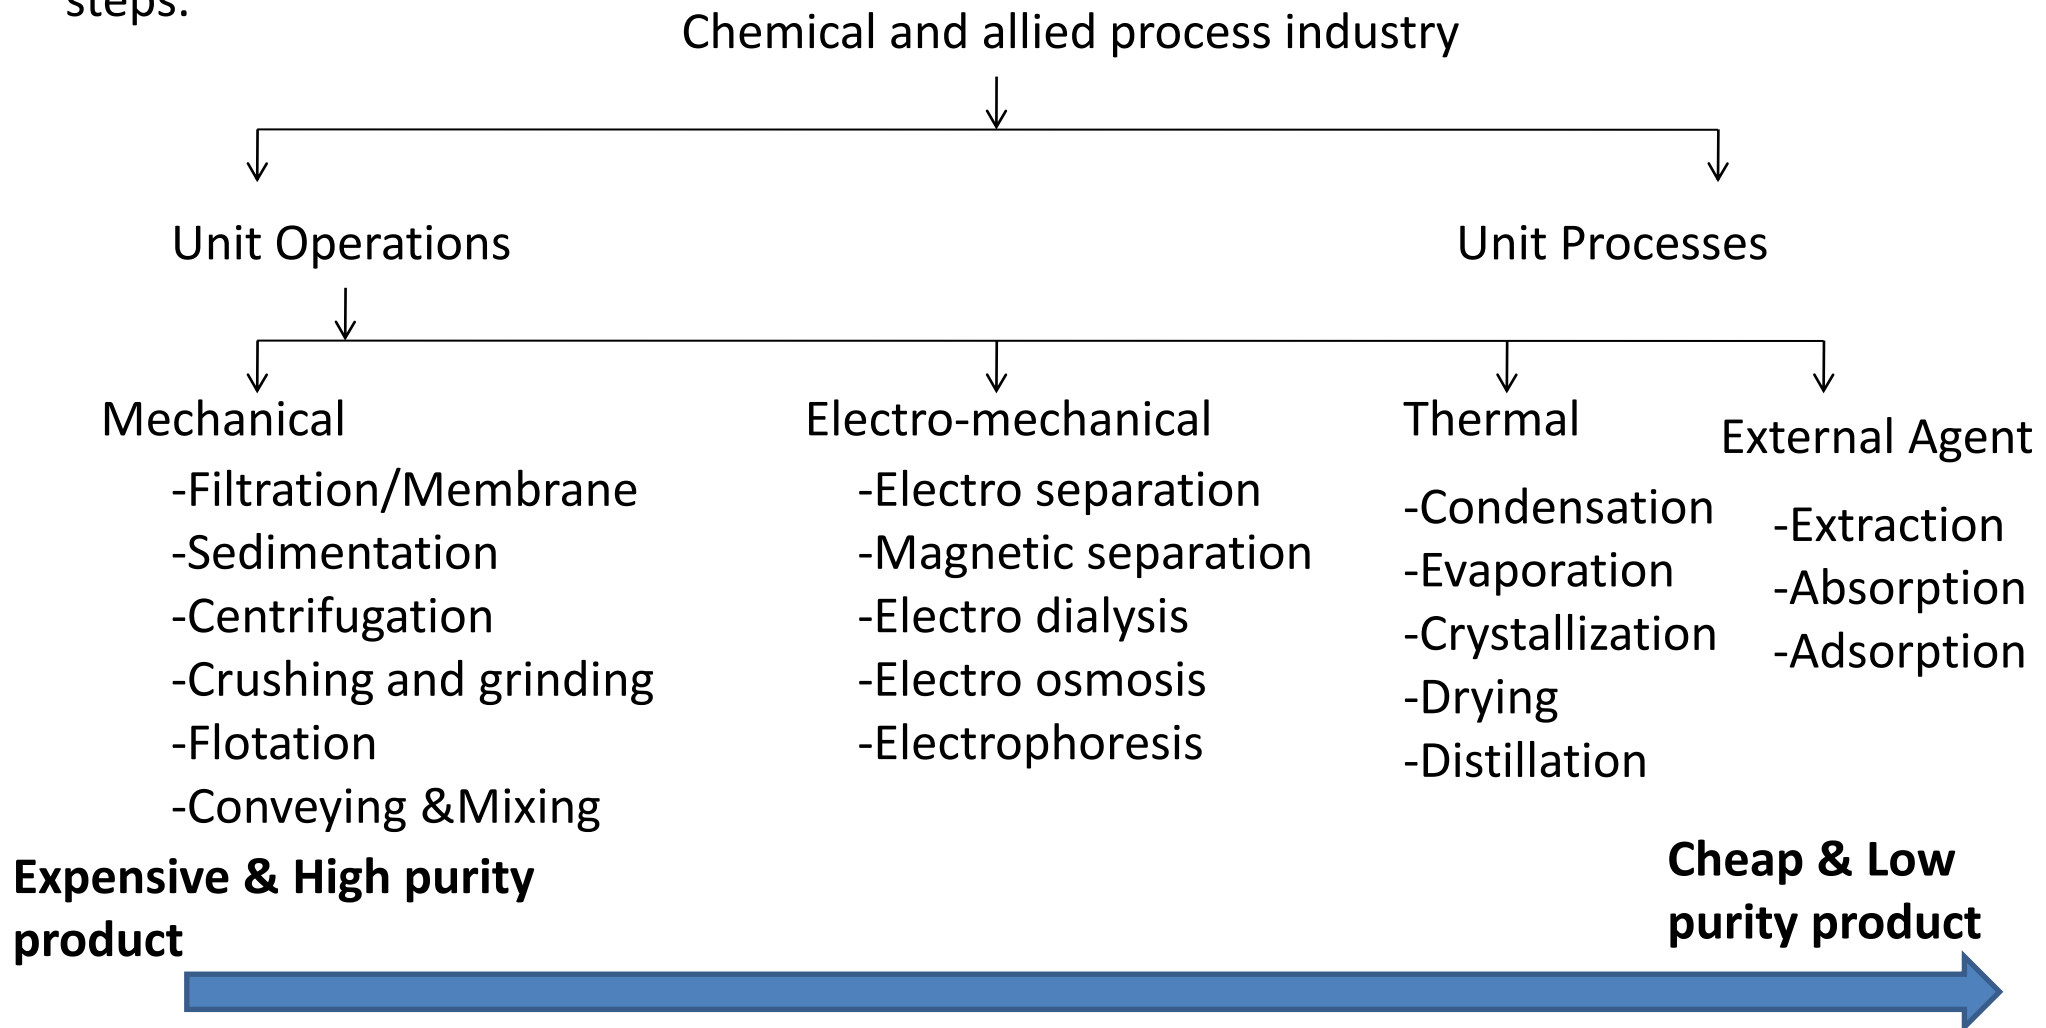 steps:
Chemical and allied process industry
Unit Operations
Unit Processes
Mechanical
-Filtration/Membrane
-Sedimentation
-Centrifugation
-Crushing and grinding
-Flotation
-Conveying &Mixing
Electro-mechanical
-Electro separation
-Magnetic separation
-Electro dialysis
-Electro osmosis
-Electrophoresis
Thermal
-Condensation
-Evaporation
-Crystallization
-Drying
-Distillation
External Agent
-Extraction
-Absorption
-Adsorption
Expensive & High purity
product
Cheap & Low
purity product